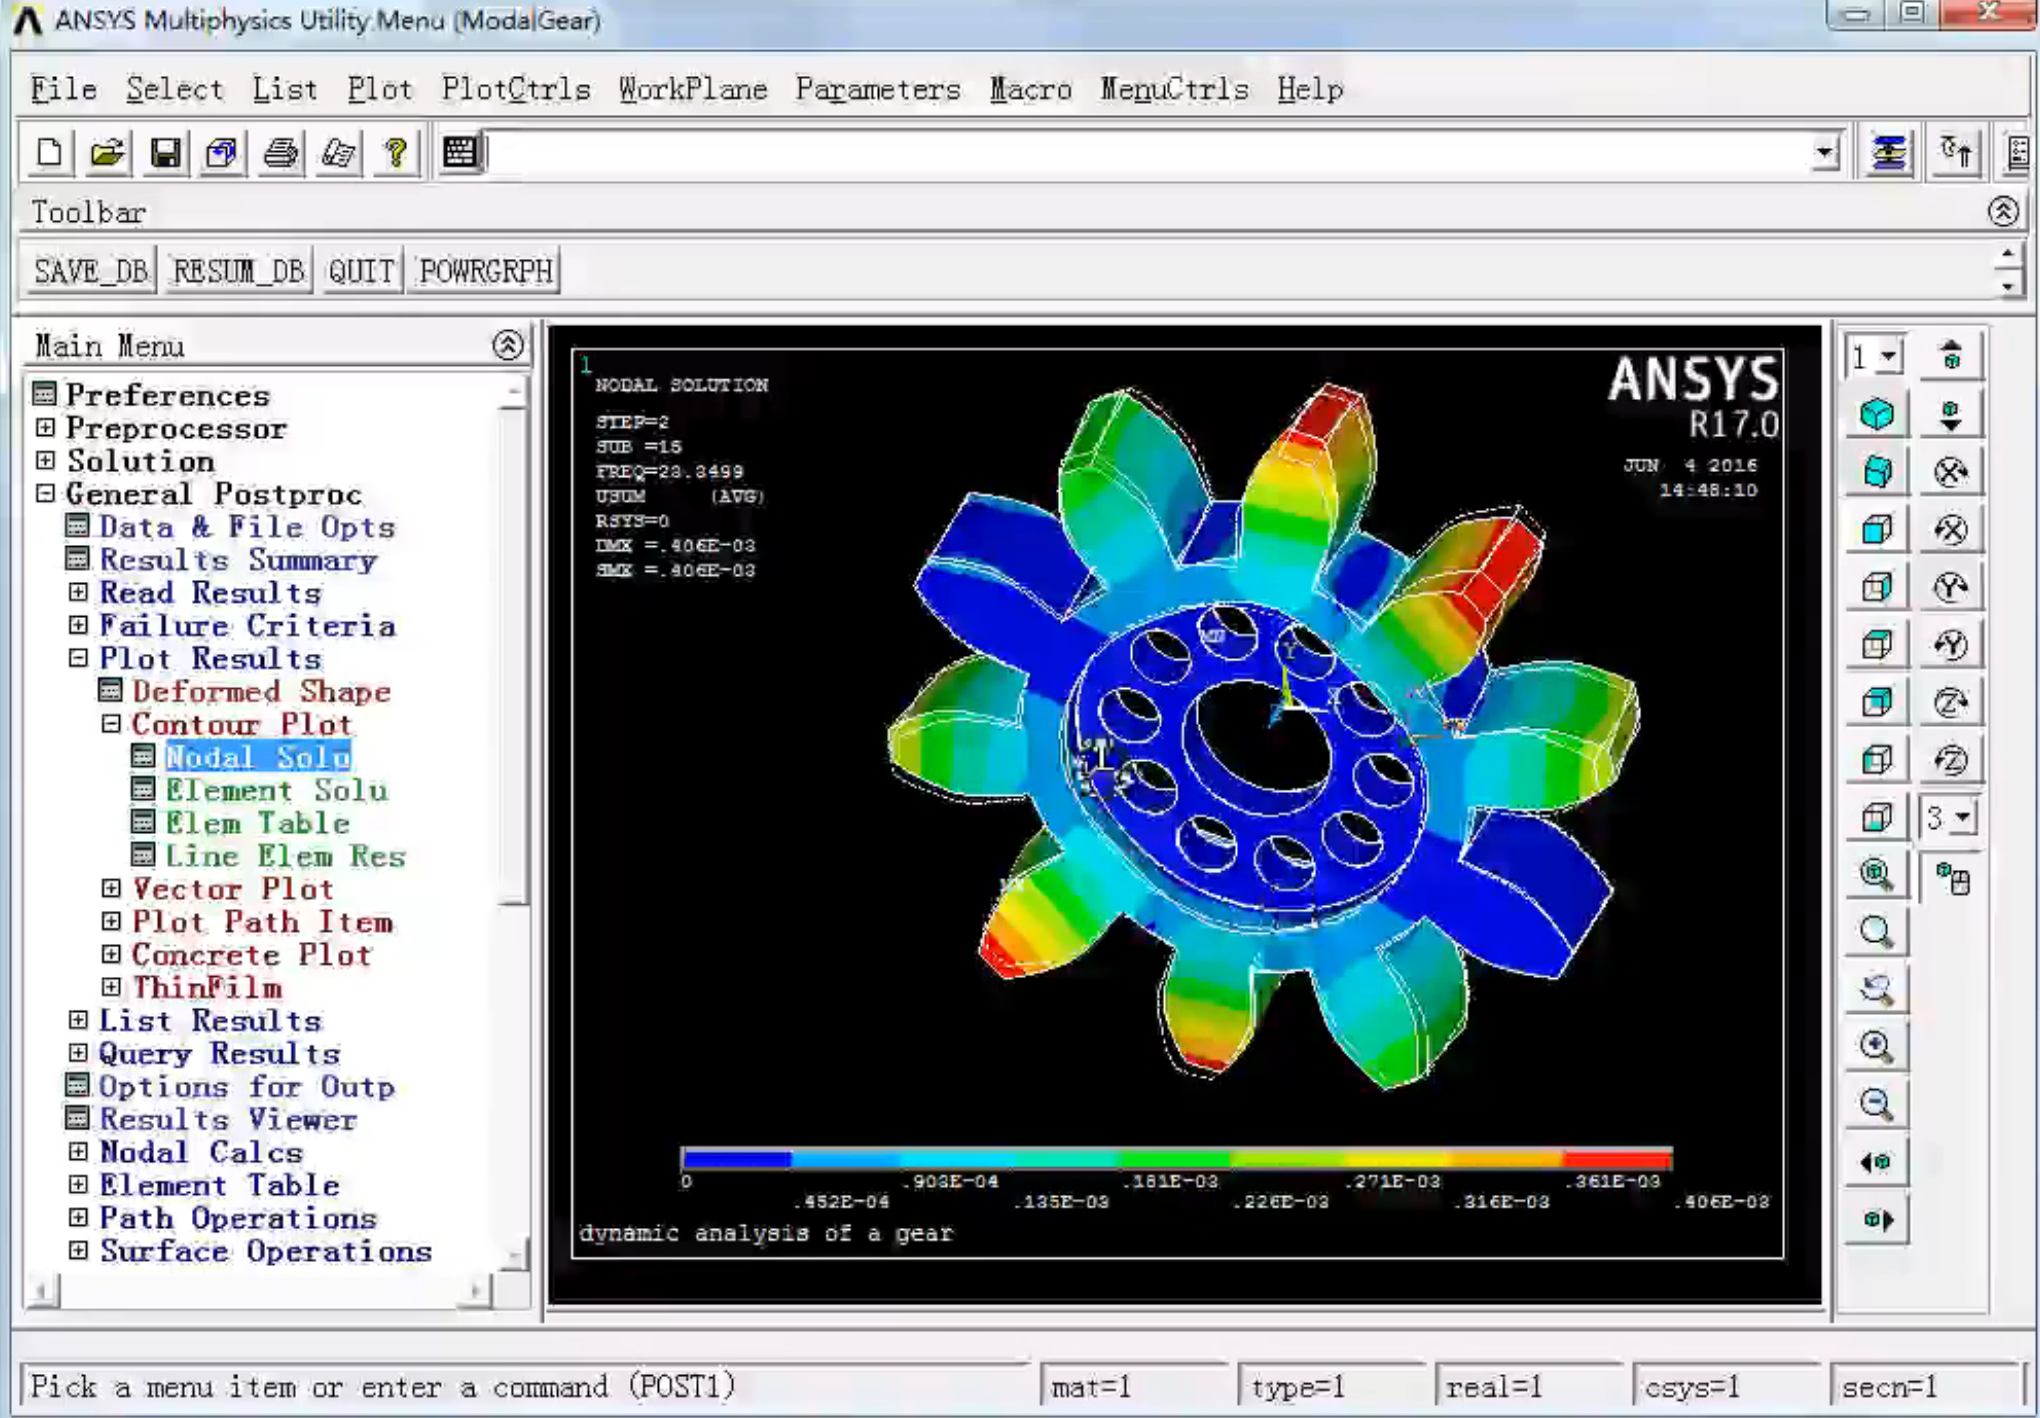 ANSYS Multiphysics Utility Menu (ModalGear)
File Select List Plot PlotCtrls WorkPlane Parameters Macro MenuCtrls Help
Toolbar
SAVE_DB RESUM_DB QUIT POWRGRPH
Main Menu
Preferences
Preprocessor
Solution
General Postproc
Data & File Opts
Results Summary
Read Results
Failure Criteria
Plot Results
Deformed Shape
Contour Plot
Nodal Solu
Element Solu
Elem Table
Line Elem Res
Vector Plot
Plot Path Item
Concrete Plot
ThinFilm
List Results
Query Results
Options for Outp
Results Viewer
Nodal Calcs
Element Table
Path Operations
Surface Operations
1
NODAL SOLUTION
STEP=2
SUB =15
FREQ=23.3499
USUM (AVG)
RSYS=0
DMX =.406E-03
SMX =.406E-03
ANSYS
R17.0
JUN 4 2016
14:48:10
MN
Y
MX
0
.452E-04
.903E-04
.135E-03
.181E-03
.226E-03
.271E-03
.316E-03
.361E-03
.406E-03
dynamic analysis of a gear
1
3
Pick a menu item or enter a command (POST1)
mat=1
type=1
real=1
csys=1
secn=1